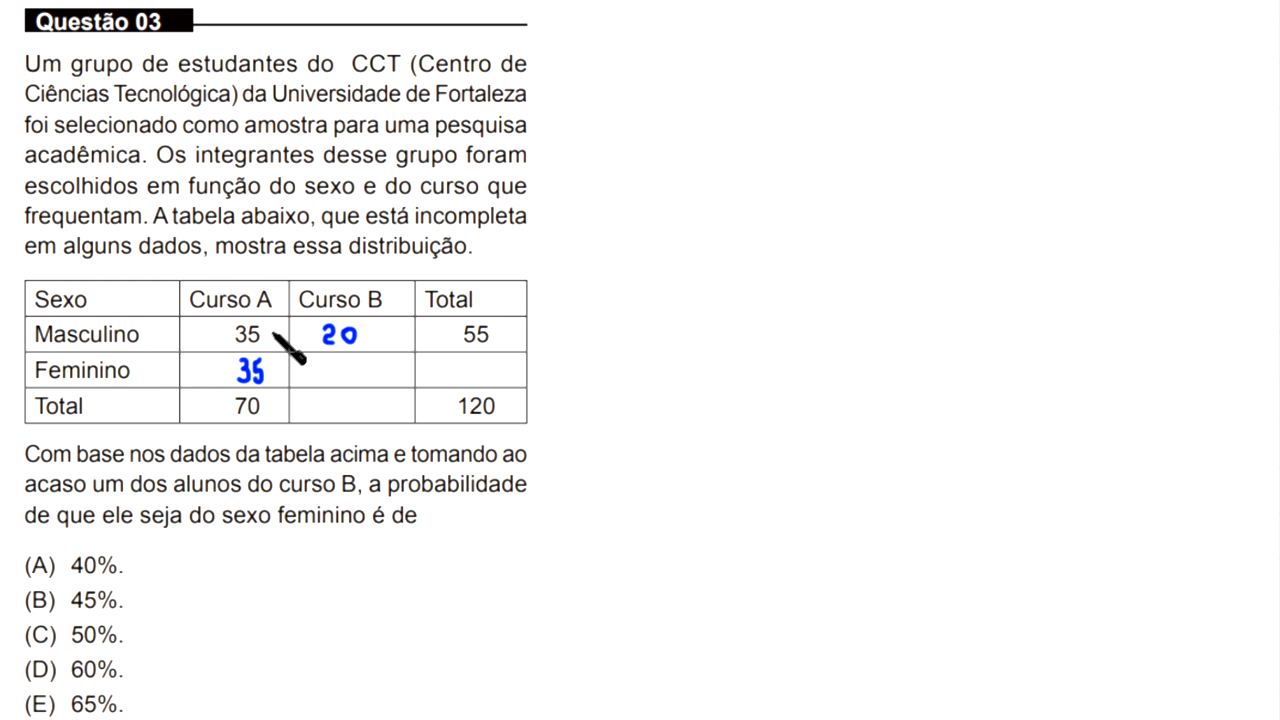 Questão 03
Um grupo de estudantes do CCT (Centro de
Ciências Tecnológica) da Universidade de Fortaleza
foi selecionado como amostra para uma pesquisa
acadêmica. Os integrantes desse grupo foram
escolhidos em função do sexo e do curso que
frequentam. A tabela abaixo, que está incompleta
em alguns dados, mostra essa distribuição.
Sexo Curso A Curso B Total
Masculino 35 20 55
Feminino 35
Total 70 120
Com base nos dados da tabela acima e tomando ao
acaso um dos alunos do curso B, a probabilidade
de que ele seja do sexo feminino é de
(A) 40%.
(B) 45%.
(C) 50%.
(D) 60%.
(E) 65%.